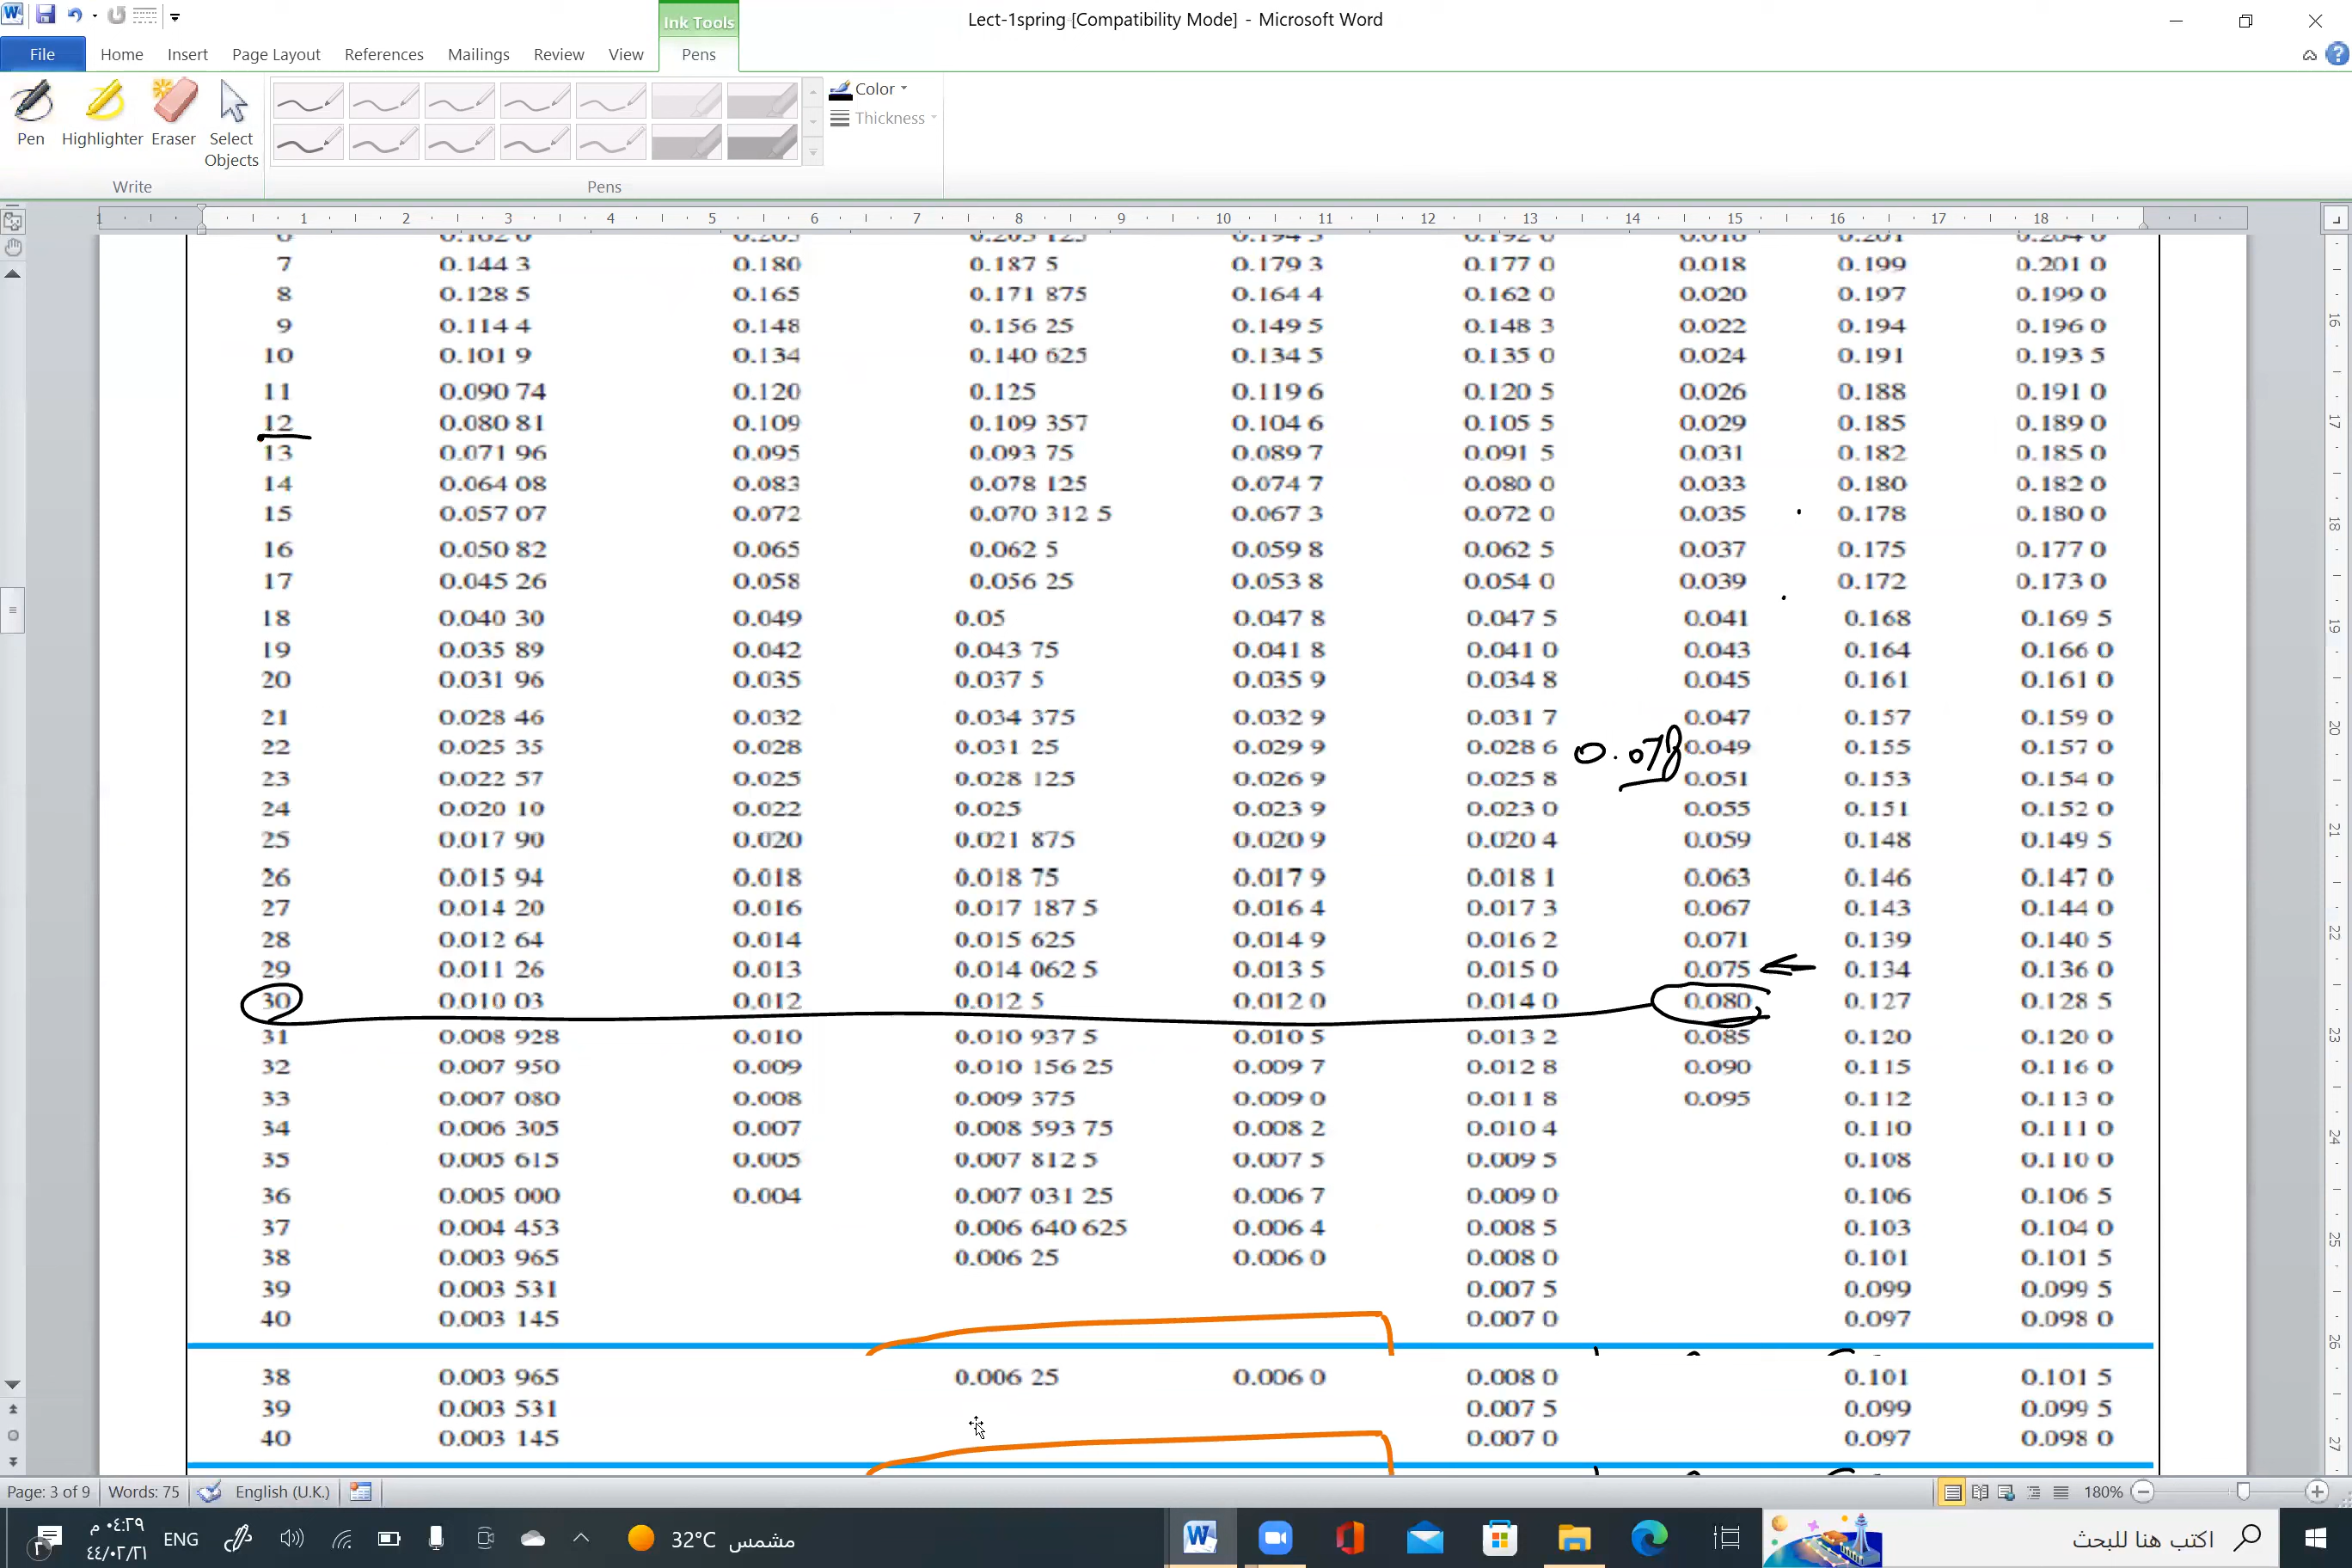 Lect-1spring [Compatibility Mode] - Microsoft Word
Ink Tools
File Home Insert Page Layout References Mailings Review View Pens
Pen Highlighter Eraser Select Objects
Color
Thickness
Write Pens
1 1 2 3 4 5 6 7 8 9 10 11 12 13 14 15 16 17 18
7 0.144 3 0.180 0.187 5 0.179 3 0.177 0 0.018 0.199 0.201 0
8 0.128 5 0.165 0.171 875 0.164 4 0.162 0 0.020 0.197 0.199 0
9 0.114 4 0.148 0.156 25 0.149 5 0.148 3 0.022 0.194 0.196 0
10 0.101 9 0.134 0.140 625 0.134 5 0.135 0 0.024 0.191 0.193 5
11 0.090 74 0.120 0.125 0.119 6 0.120 5 0.026 0.188 0.191 0
12 0.080 81 0.109 0.109 357 0.104 6 0.105 5 0.029 0.185 0.189 0
13 0.071 96 0.095 0.093 75 0.089 7 0.091 5 0.031 0.182 0.185 0
14 0.064 08 0.083 0.078 125 0.074 7 0.080 0 0.033 0.180 0.182 0
15 0.057 07 0.072 0.070 312 5 0.067 3 0.072 0 0.035 0.178 0.180 0
16 0.050 82 0.065 0.062 5 0.059 8 0.062 5 0.037 0.175 0.177 0
17 0.045 26 0.058 0.056 25 0.053 8 0.054 0 0.039 0.172 0.173 0
18 0.040 30 0.049 0.05 0.047 8 0.047 5 0.041 0.168 0.169 5
19 0.035 89 0.042 0.043 75 0.041 8 0.041 0 0.043 0.164 0.166 0
20 0.031 96 0.035 0.037 5 0.035 9 0.034 8 0.045 0.161 0.161 0
21 0.028 46 0.032 0.034 375 0.032 9 0.031 7 0.047 0.157 0.159 0
22 0.025 35 0.028 0.031 25 0.029 9 0.028 6 0.078 0.049 0.155 0.157 0
23 0.022 57 0.025 0.028 125 0.026 9 0.025 8 0.051 0.153 0.154 0
24 0.020 10 0.022 0.025 0.023 9 0.023 0 0.055 0.151 0.152 0
25 0.017 90 0.020 0.021 875 0.020 9 0.020 4 0.059 0.148 0.149 5
26 0.015 94 0.018 0.018 75 0.017 9 0.018 1 0.063 0.146 0.147 0
27 0.014 20 0.016 0.017 187 5 0.016 4 0.017 3 0.067 0.143 0.144 0
28 0.012 64 0.014 0.015 625 0.014 9 0.016 2 0.071 0.139 0.140 5
29 0.011 26 0.013 0.014 062 5 0.013 5 0.015 0 0.075 0.134 0.136 0
30 0.010 03 0.012 0.012 5 0.012 0 0.014 0 0.080 0.127 0.128 5
31 0.008 928 0.010 0.010 937 5 0.010 5 0.013 2 0.085 0.120 0.120 0
32 0.007 950 0.009 0.010 156 25 0.009 7 0.012 8 0.090 0.115 0.116 0
33 0.007 080 0.008 0.009 375 0.009 0 0.011 8 0.095 0.112 0.113 0
34 0.006 305 0.007 0.008 593 75 0.008 2 0.010 4 0.110 0.111 0
35 0.005 615 0.005 0.007 812 5 0.007 5 0.009 5 0.108 0.110 0
36 0.005 000 0.004 0.007 031 25 0.006 7 0.009 0 0.106 0.106 5
37 0.004 453 0.006 640 625 0.006 4 0.008 5 0.103 0.104 0
38 0.003 965 0.006 25 0.006 0 0.008 0 0.101 0.101 5
39 0.003 531 0.007 5 0.099 0.099 5
40 0.003 145 0.007 0 0.097 0.098 0
38 0.003 965 0.006 25 0.006 0 0.008 0 0.101 0.101 5
39 0.003 531 0.007 5 0.099 0.099 5
40 0.003 145 0.007 0 0.097 0.098 0
16 17 18 19 20 21 22 23 24 25 26 27
Page: 3 of 9 Words: 75 English (U.K.) 180%
٠٤:٢٩ م
٤٤/٠٢/٢١
ENG
32°C مشمس
اكتب هنا للبحث